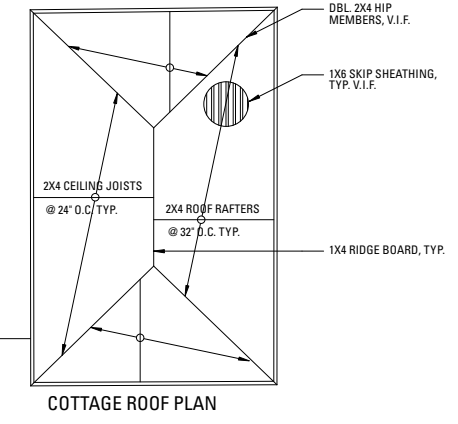 DBL. 2X4 HIP
MEMBERS, V.I.F.
1X6 SKIP SHEATHING,
TYP. V.I.F.
2X4 CEILING JOISTS
@ 24" O.C. TYP.
2X4 ROOF RAFTERS
@ 32" O.C. TYP.
1X4 RIDGE BOARD, TYP.
COTTAGE ROOF PLAN